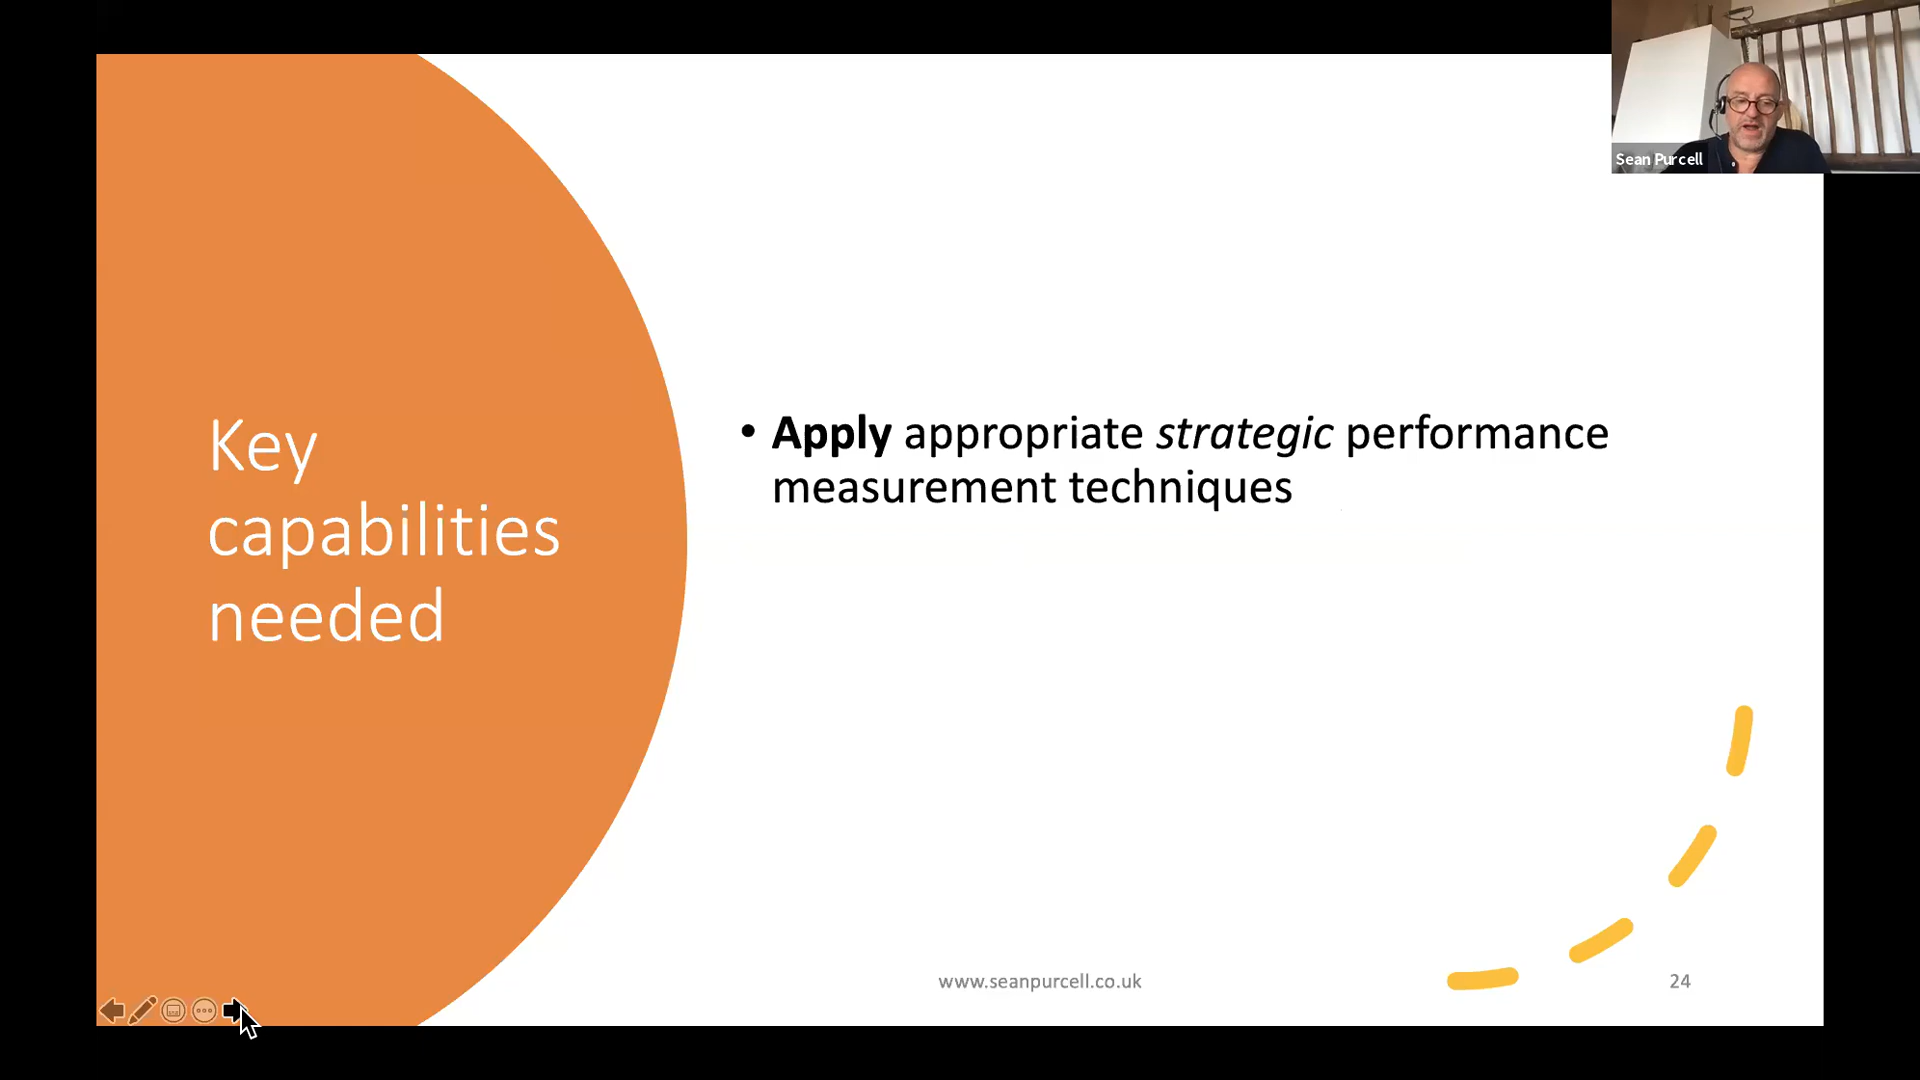 Sean Purcell
Key
capabilities
needed
• Apply appropriate strategic performance
measurement techniques
www.seanpurcell.co.uk
24